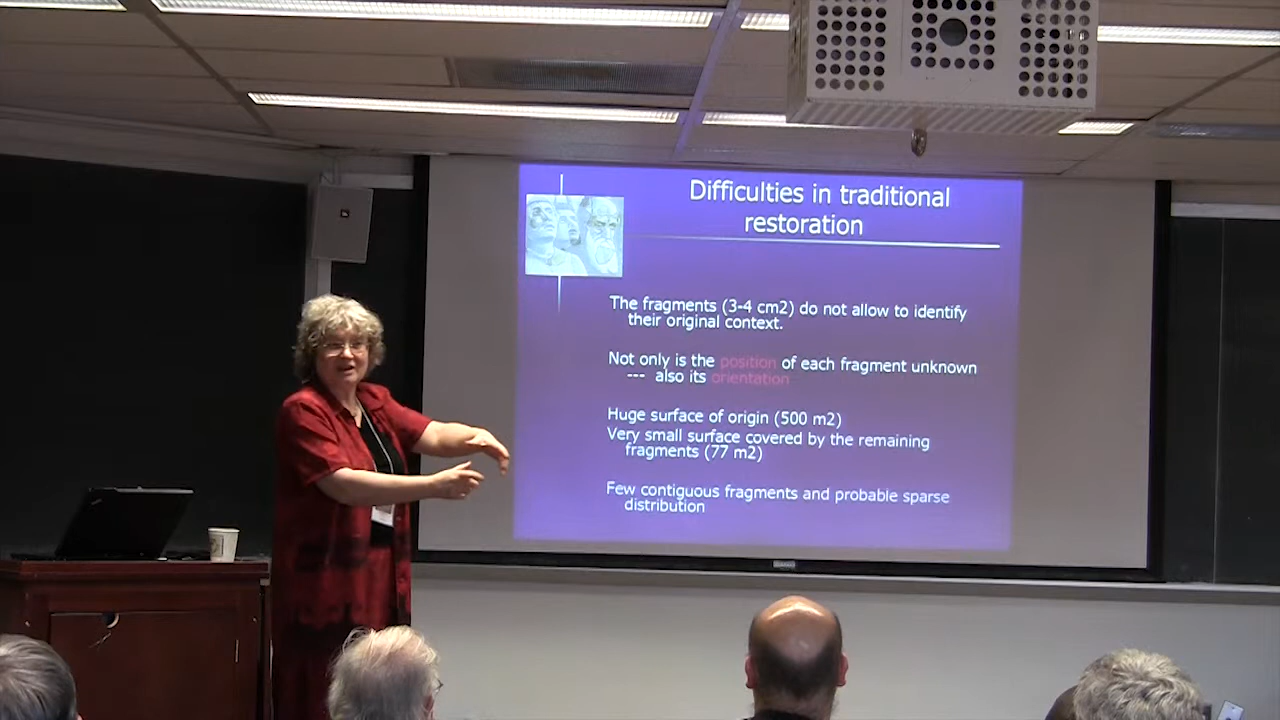 Difficulties in traditional
restoration
The fragments (3-4 cm2) do not allow to identify
their original context.
Not only is the position of each fragment unknown
--- also its orientation
Huge surface of origin (500 m2)
Very small surface covered by the remaining
fragments (77 m2)
Few contiguous fragments and probable sparse
distribution